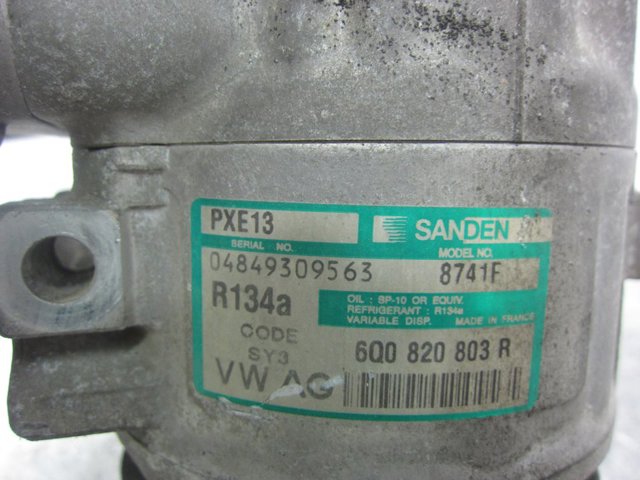 PXE13
SANDEN
SERIAL NO.
MODEL NO.
04849309563
8741F
R134a
OIL : SP-10 OR EQUIV.
REFRIGERANT : R134a
VARIABLE DISP. MADE IN FRANCE
CODE
SY3
6Q0 820 803 R
VW AG